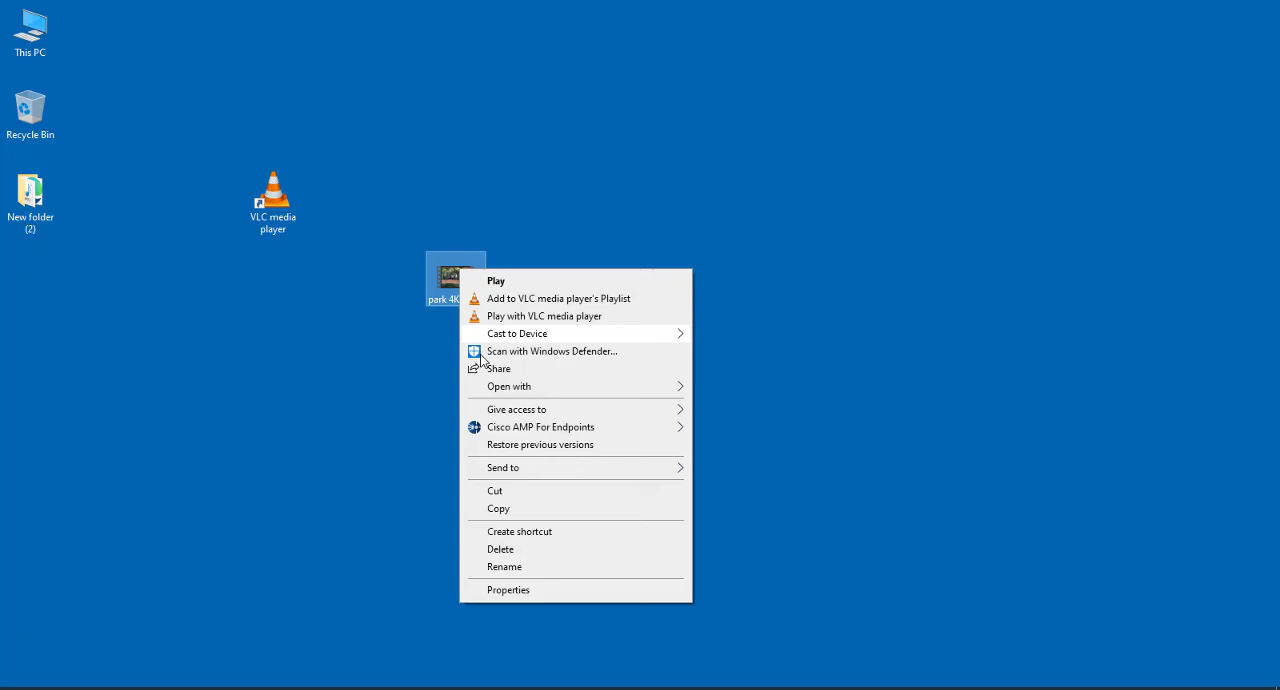 This PC
Recycle Bin
New folder
(2)
VLC media
player
park 4K
Play
Add to VLC media player's Playlist
Play with VLC media player
Cast to Device
Scan with Windows Defender...
Share
Open with
Give access to
Cisco AMP For Endpoints
Restore previous versions
Send to
Cut
Copy
Create shortcut
Delete
Rename
Properties